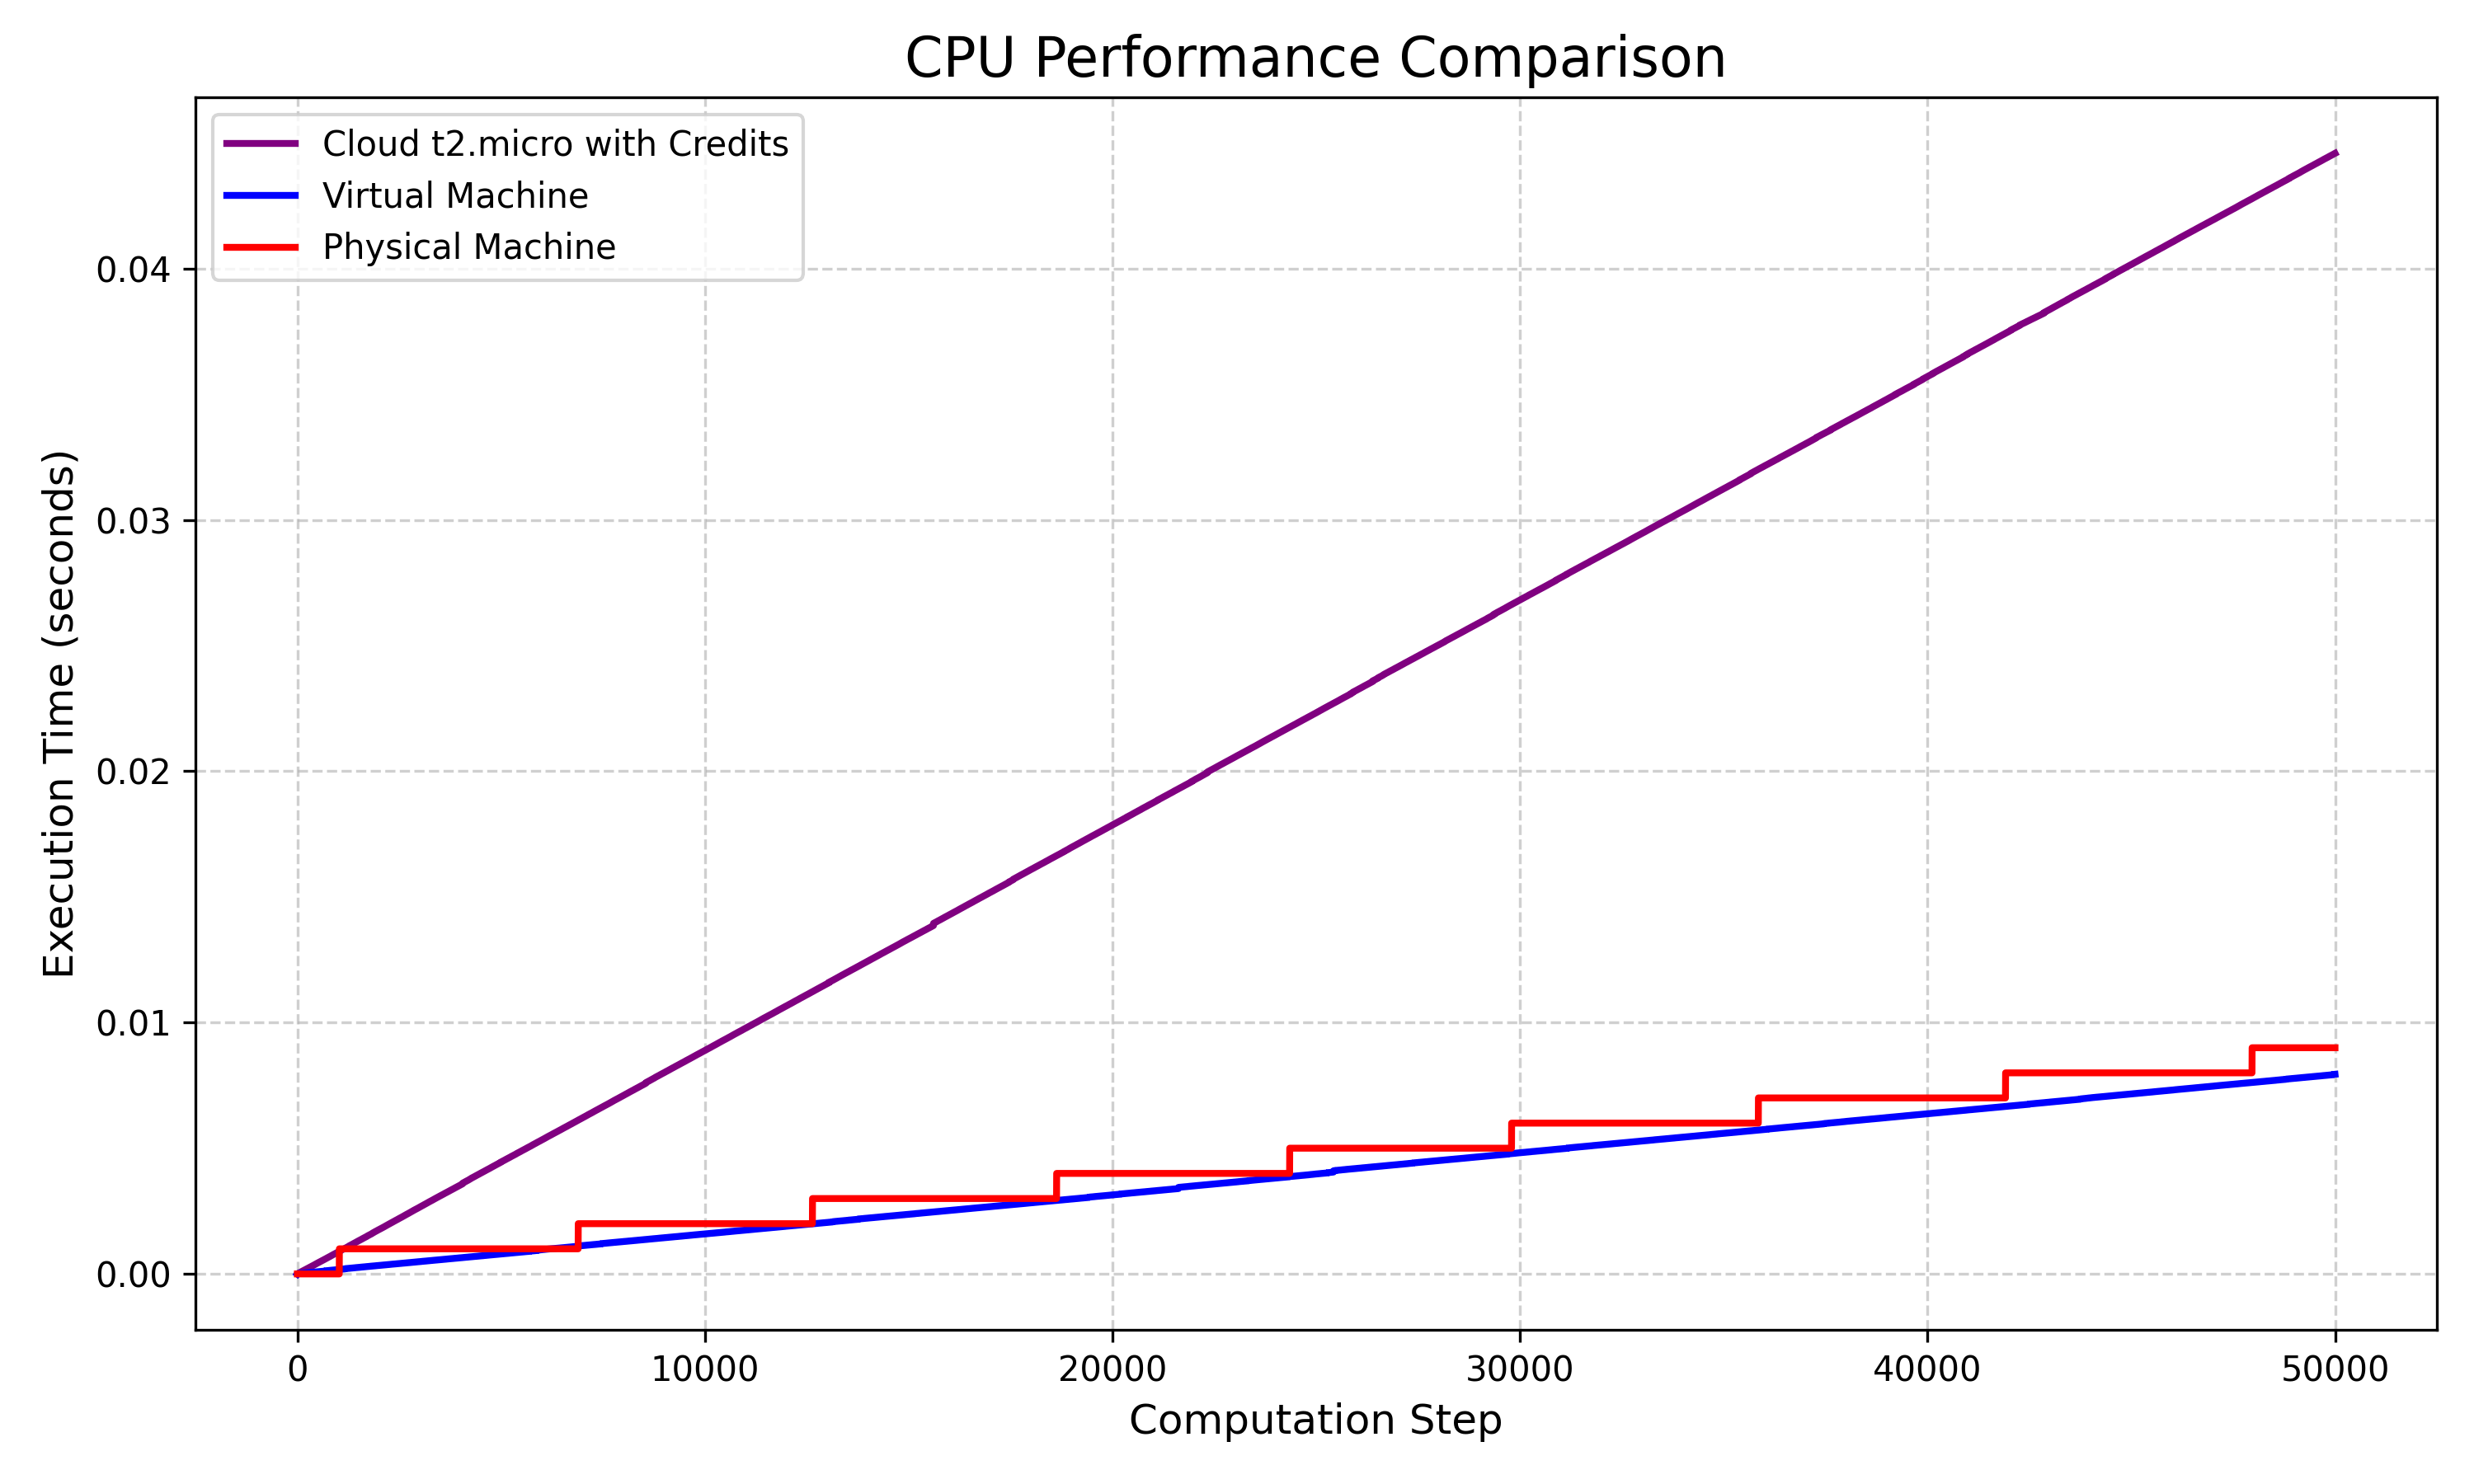 CPU Performance Comparison
Cloud t2.micro with Credits
Virtual Machine
Physical Machine
Execution Time (seconds)
0.04
0.03
0.02
0.01
0.00
0 10000 20000 30000 40000 50000
Computation Step